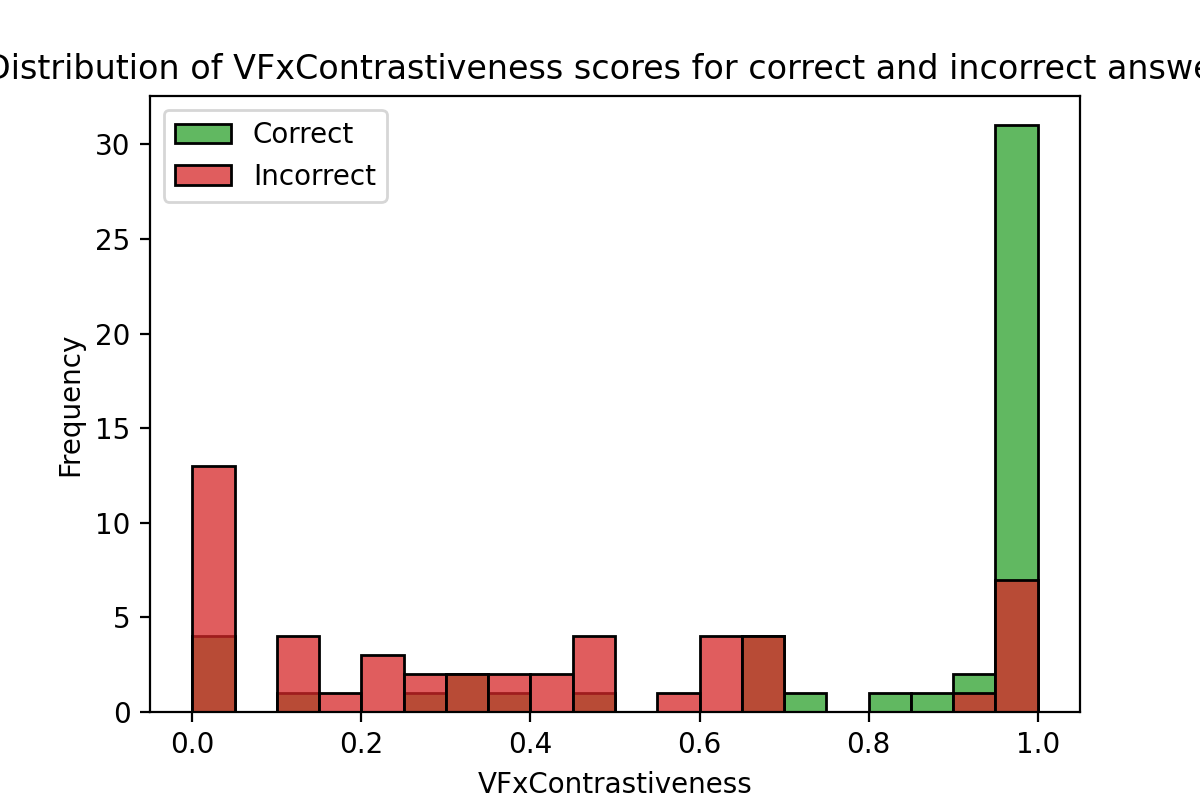 Distribution of VFxContrastiveness scores for correct and incorrect answe
Correct
Incorrect
Frequency
30
25
20
15
10
5
0
0.0 0.2 0.4 0.6 0.8 1.0
VFxContrastiveness